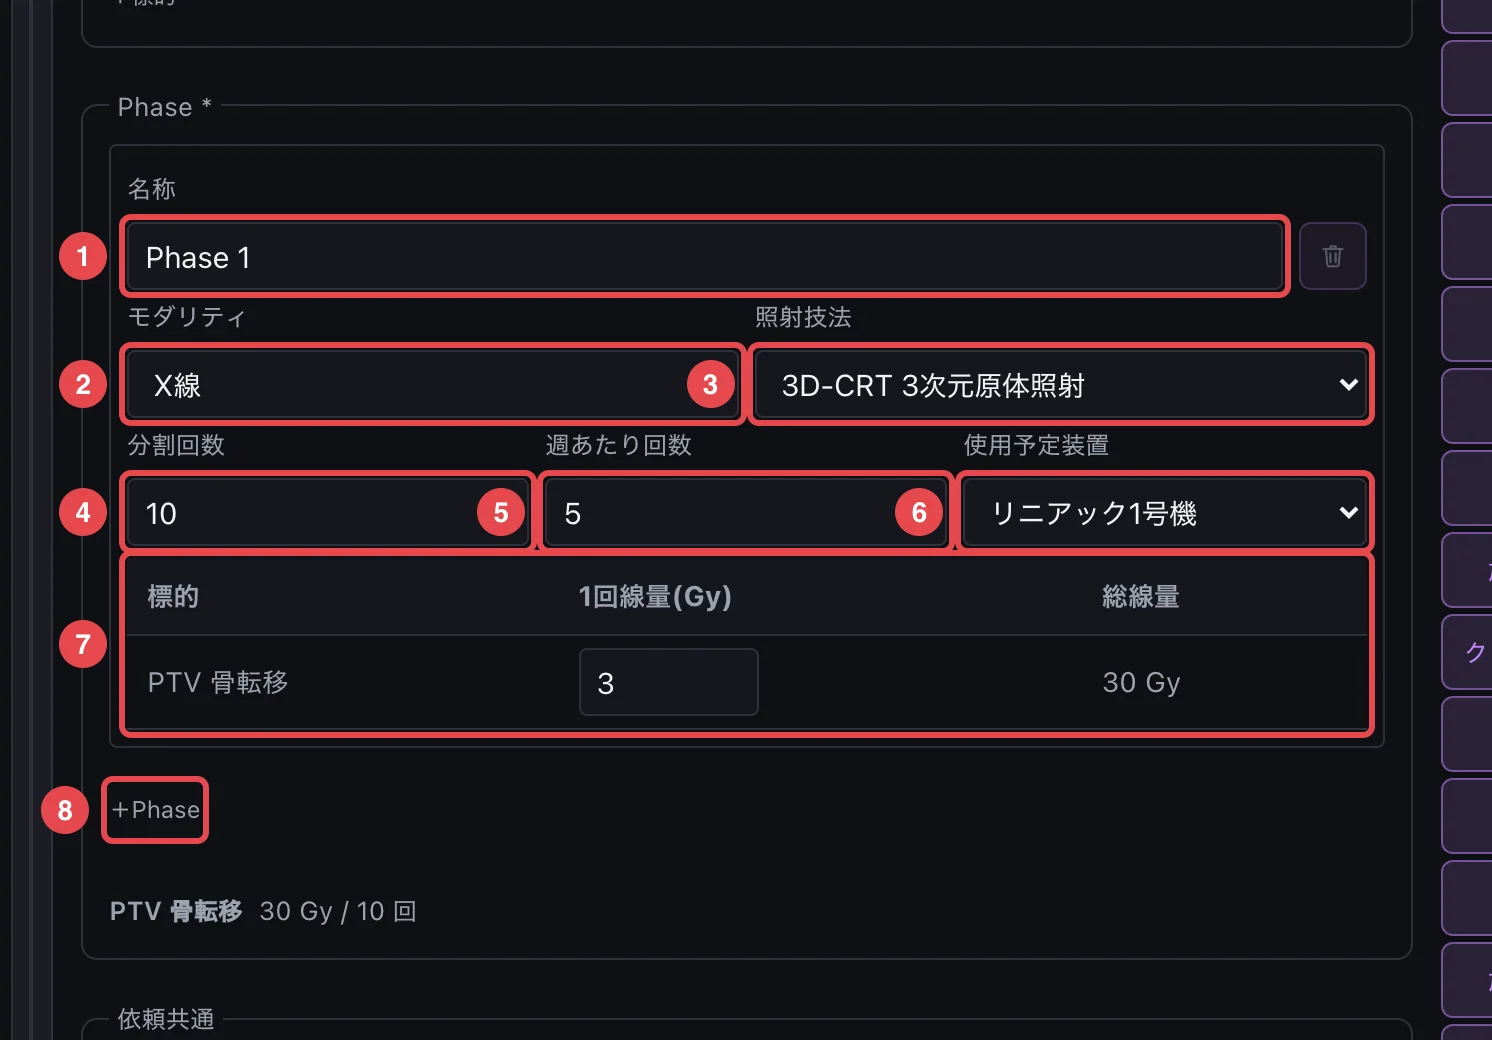 Phase *
名称
1 Phase 1
モダリティ 照射技法
2 X線 3 3D-CRT 3次元原体照射
分割回数 週あたり回数 使用予定装置
4 10 5 5 6 リニアック1号機
標的 1回線量(Gy) 総線量
7
PTV 骨転移 3 30 Gy
ク
8 +Phase
PTV 骨転移 30 Gy / 10 回
依頼共通